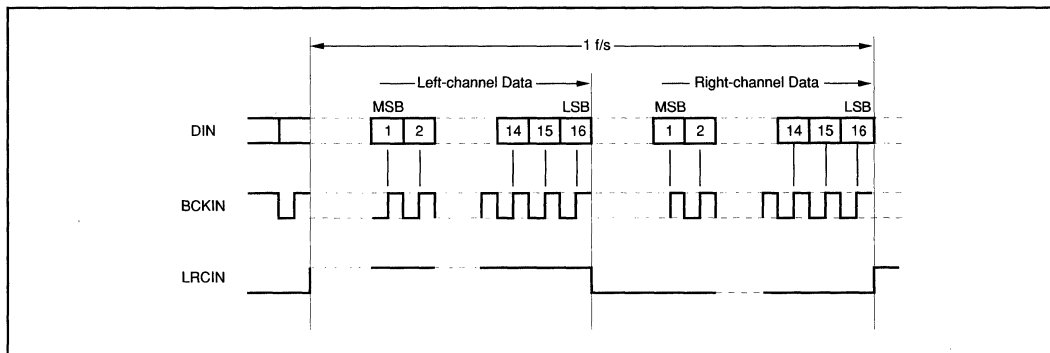 1 f/s
Left-channel Data
Right-channel Data
MSB
LSB
MSB
LSB
DIN
1 2 14 15 16 1 2 14 15 16
BCKIN
LRCIN